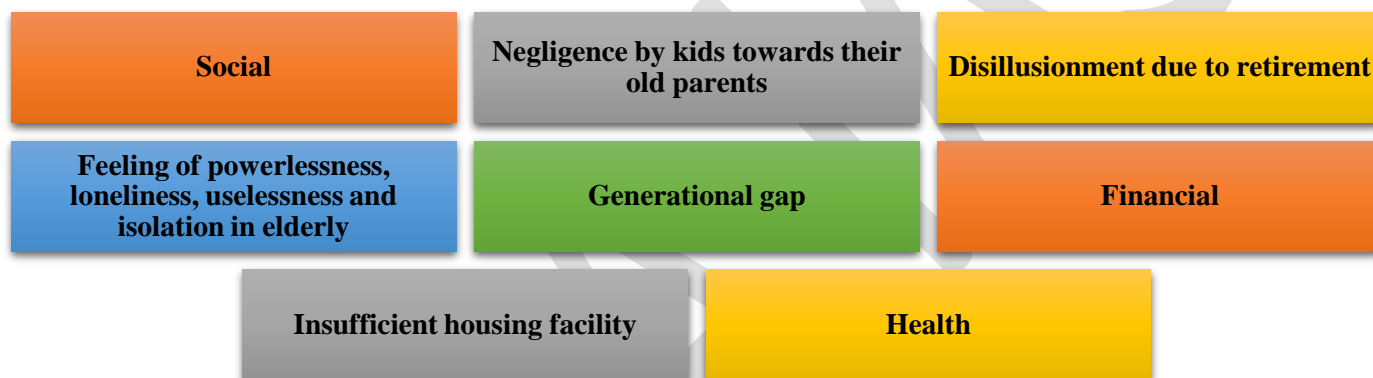 Social
Negligence by kids towards their
old parents
Disillusionment due to retirement
Feeling of powerlessness,
loneliness, uselessness and
isolation in elderly
Generational gap
Financial
Insufficient housing facility
Health